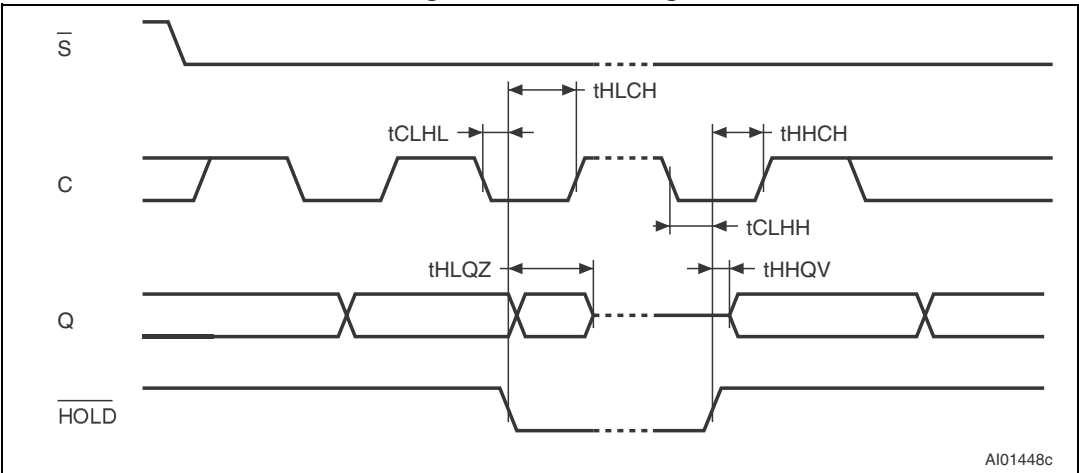 S
tHLCH
tCLHL
tHHCH
C
tCLHH
tHLQZ
tHHQV
Q
HOLD
AI01448c